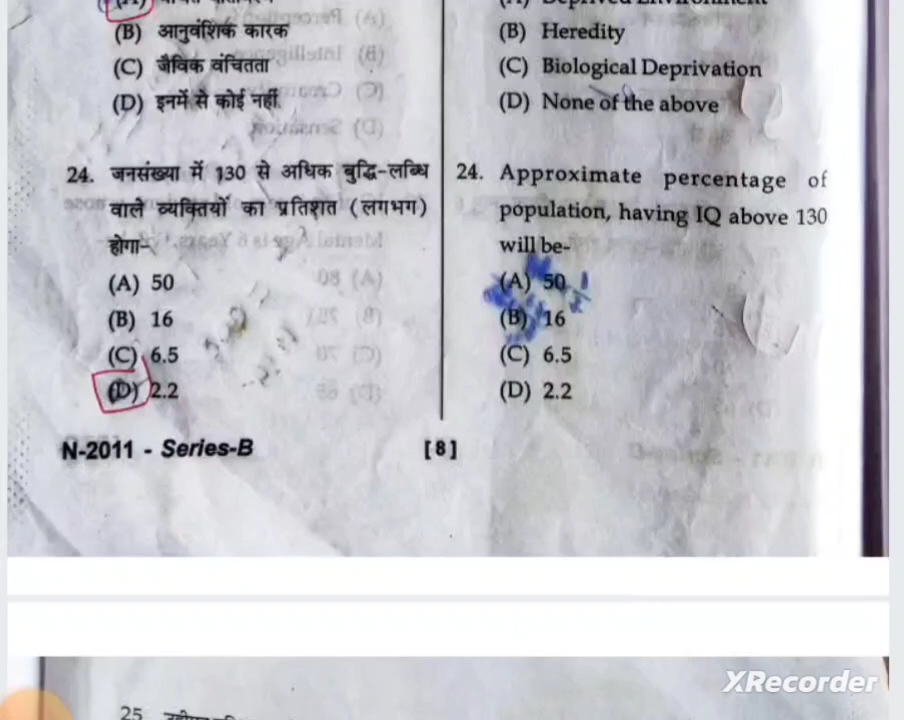 (B) आनुवंशिक कारक
(C) जैविक वंचितता
(D) इनमें से कोई नहीं
24. जनसंख्या में 130 से अधिक बुद्धि-लब्धि
वाले व्यक्तियों का प्रतिशत (लगभग)
होगा-
(A) 50
(B) 16
(C) 6.5
(D) 2.2
(A) Deprived Environment
(B) Heredity
(C) Biological Deprivation
(D) None of the above
24. Approximate percentage of
population, having IQ above 130
will be-
(A) 50
(B) 16
(C) 6.5
(D) 2.2
N-2011 - Series-B
[8]
25
XRecorder